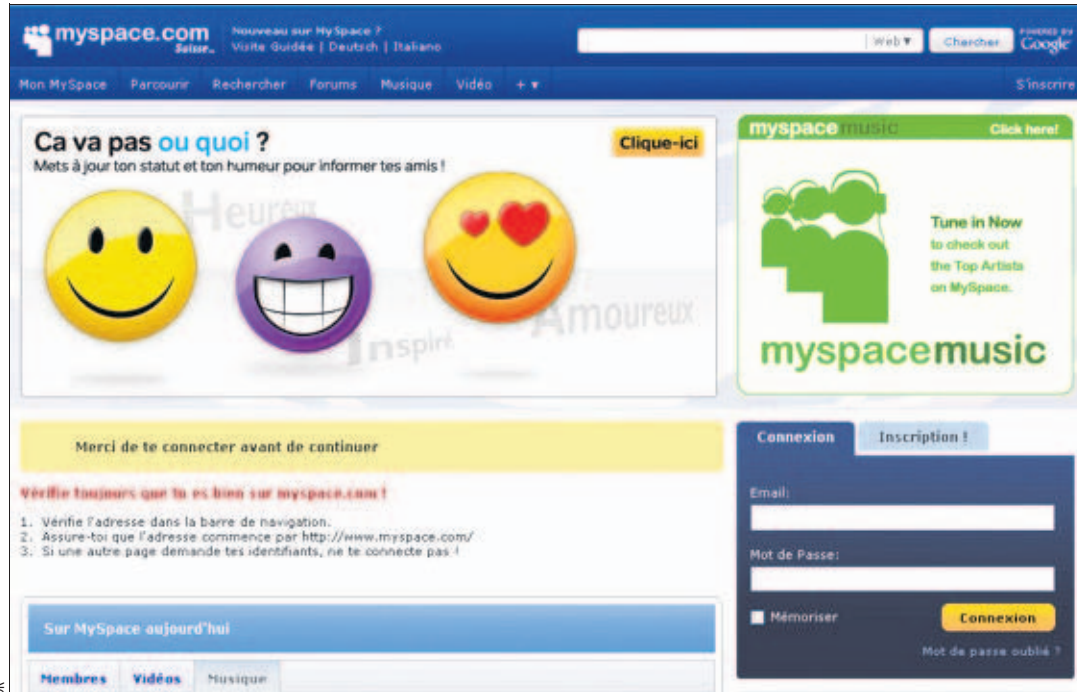 myspace.com
Suisse
Nouveau sur MySpace ?
Visite Guidée | Deutsch | Italiano
Web ▼
Chercher
POWERED BY
Google
Mon MySpace Parcourir Rechercher Forums Musique Vidéo + ▼ S'inscrire
Ca va pas ou quoi ?
Mets à jour ton statut et ton humeur pour informer tes amis !
Clique-ici
Heureux
Inspiré
Amoureux
myspace music Click here!
Tune in Now
to check out
the Top Artists
on MySpace.
myspacemusic
Merci de te connecter avant de continuer
Vérifie toujours que tu es bien sur myspace.com !
1. Vérifie l'adresse dans la barre de navigation.
2. Assure-toi que l'adresse commence par http://www.myspace.com/
3. Si une autre page demande tes identifiants, ne te connecte pas !
Connexion Inscription !
Email:
Mot de Passe:
Mémoriser
Connexion
Mot de passe oublié ?
Sur MySpace aujourd'hui
Membres Vidéos Musique